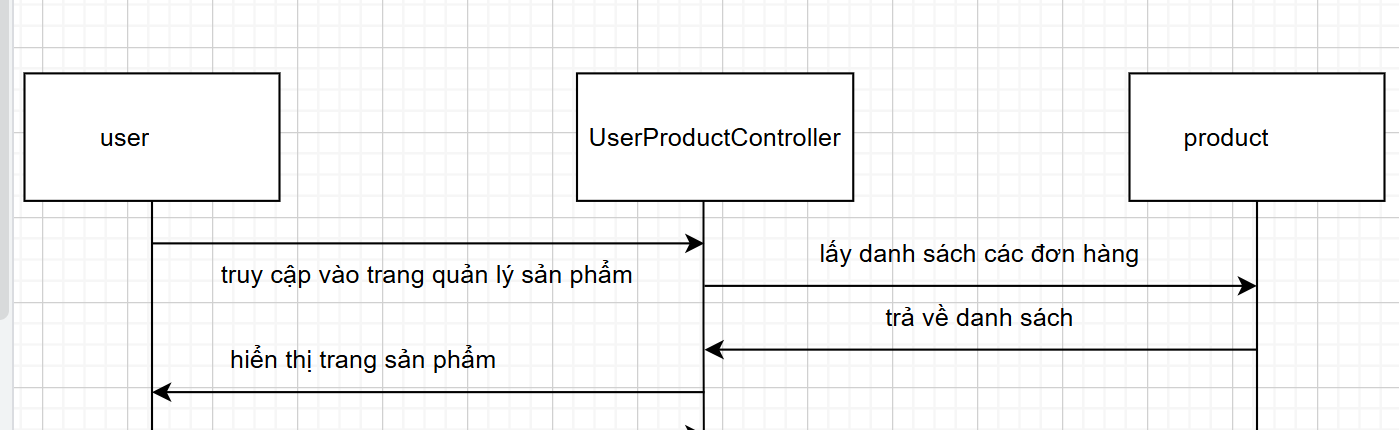 user
UserProductController
product
truy cập vào trang quản lý sản phẩm
lấy danh sách các đơn hàng
trả về danh sách
hiển thị trang sản phẩm